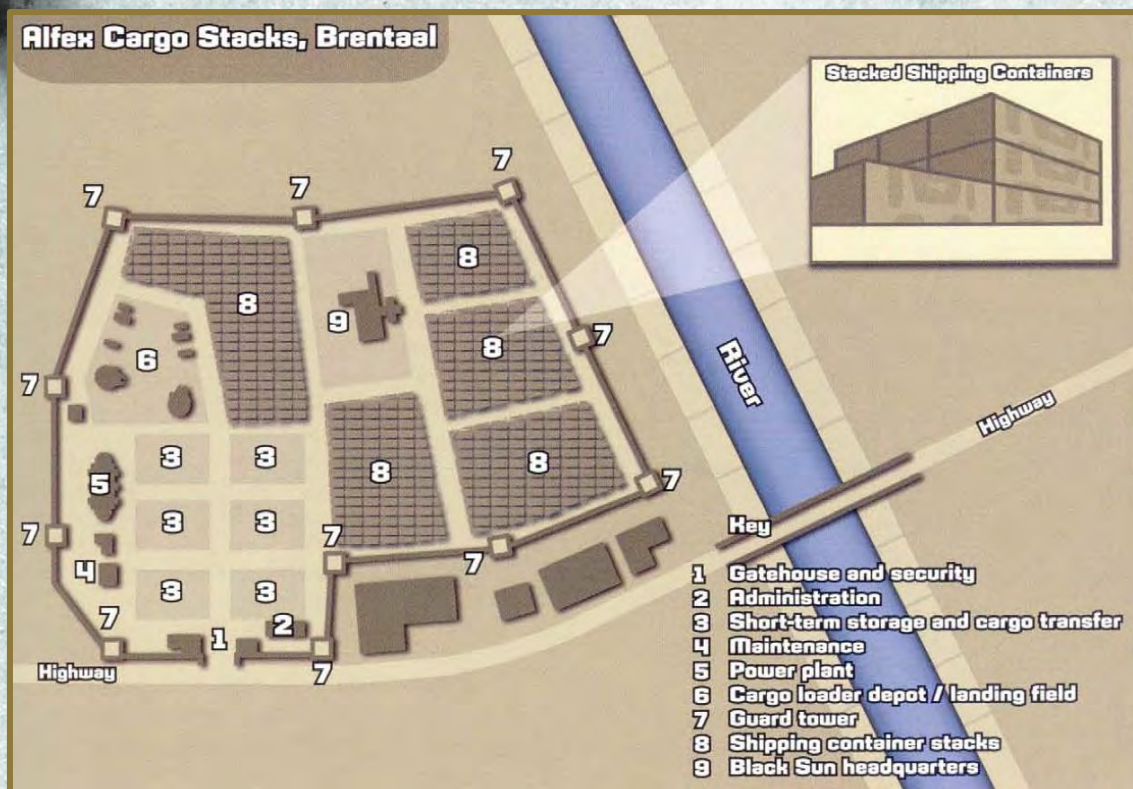 Alfex Cargo Stacks, Brentaal
Stacked Shipping Containers
7
7
7
8
8
9
8
7
6
7
River
Highway
3
3
8
8
5
7
7
3
3
7
7
4
3
3
7
2
1
7
Highway
Key
1 Gatehouse and security
2 Administration
3 Short-term storage and cargo transfer
4 Maintenance
5 Power plant
6 Cargo loader depot / landing field
7 Guard tower
8 Shipping container stacks
9 Black Sun headquarters